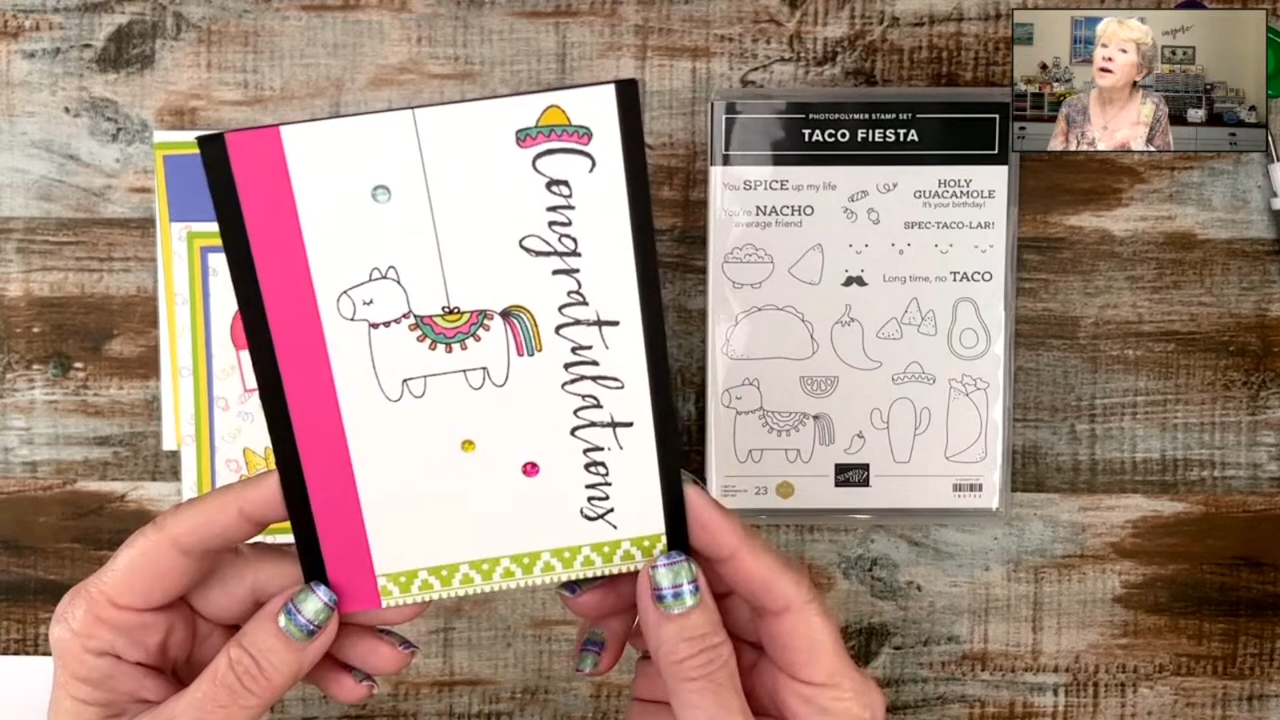 Congratulations
PHOTOPOLYMER STAMP SET
TACO FIESTA
You SPICE up my life
You're NACHO
average friend
HOLY
GUACAMOLE
It's your birthday!
SPEC-TACO-LAR!
Long time, no TACO
STAMPIN'
UP!
23
inspire